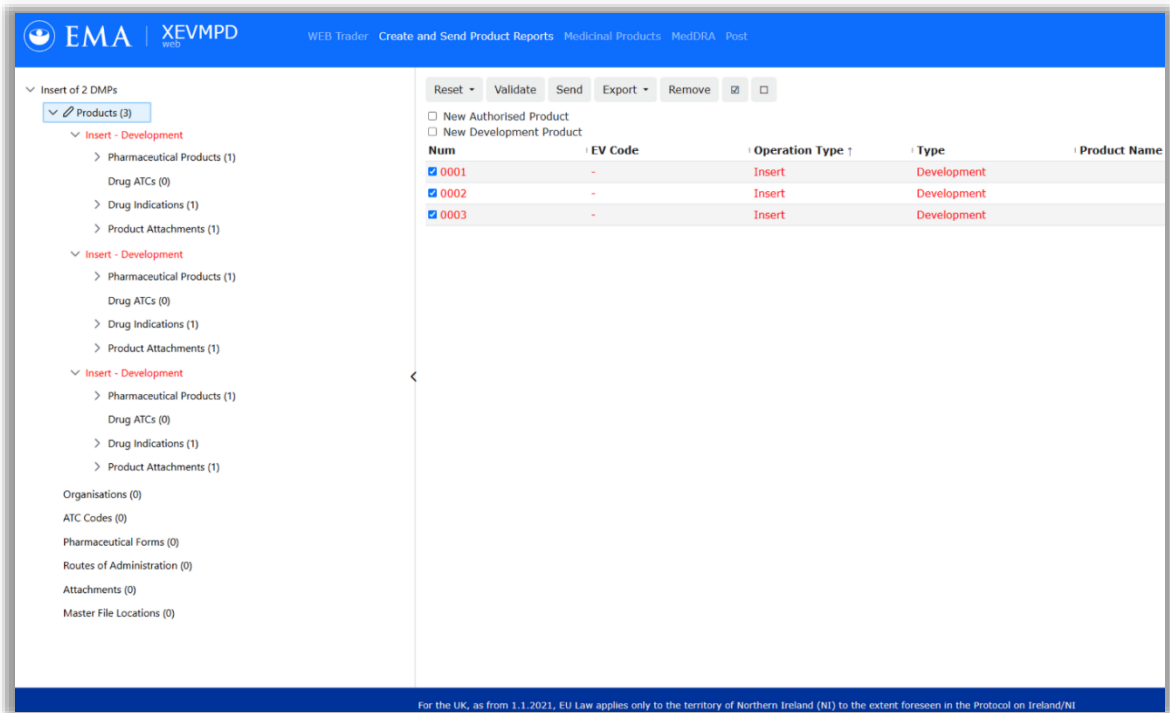 EMA XEVMPD
web
WEB Trader Create and Send Product Reports Medicinal Products MedDRA Post
Insert of 2 DMPs
Products (3)
Insert - Development
Pharmaceutical Products (1)
Drug ATCs (0)
Drug Indications (1)
Product Attachments (1)
Insert - Development
Pharmaceutical Products (1)
Drug ATCs (0)
Drug Indications (1)
Product Attachments (1)
Insert - Development
Pharmaceutical Products (1)
Drug ATCs (0)
Drug Indications (1)
Product Attachments (1)
Organisations (0)
ATC Codes (0)
Pharmaceutical Forms (0)
Routes of Administration (0)
Attachments (0)
Master File Locations (0)
Reset Validate Send Export Remove
New Authorised Product
New Development Product
Num EV Code Operation Type ↑ Type Product Name
0001 - Insert Development
0002 - Insert Development
0003 - Insert Development
For the UK, as from 1.1.2021, EU Law applies only to the territory of Northern Ireland (NI) to the extent foreseen in the Protocol on Ireland/NI